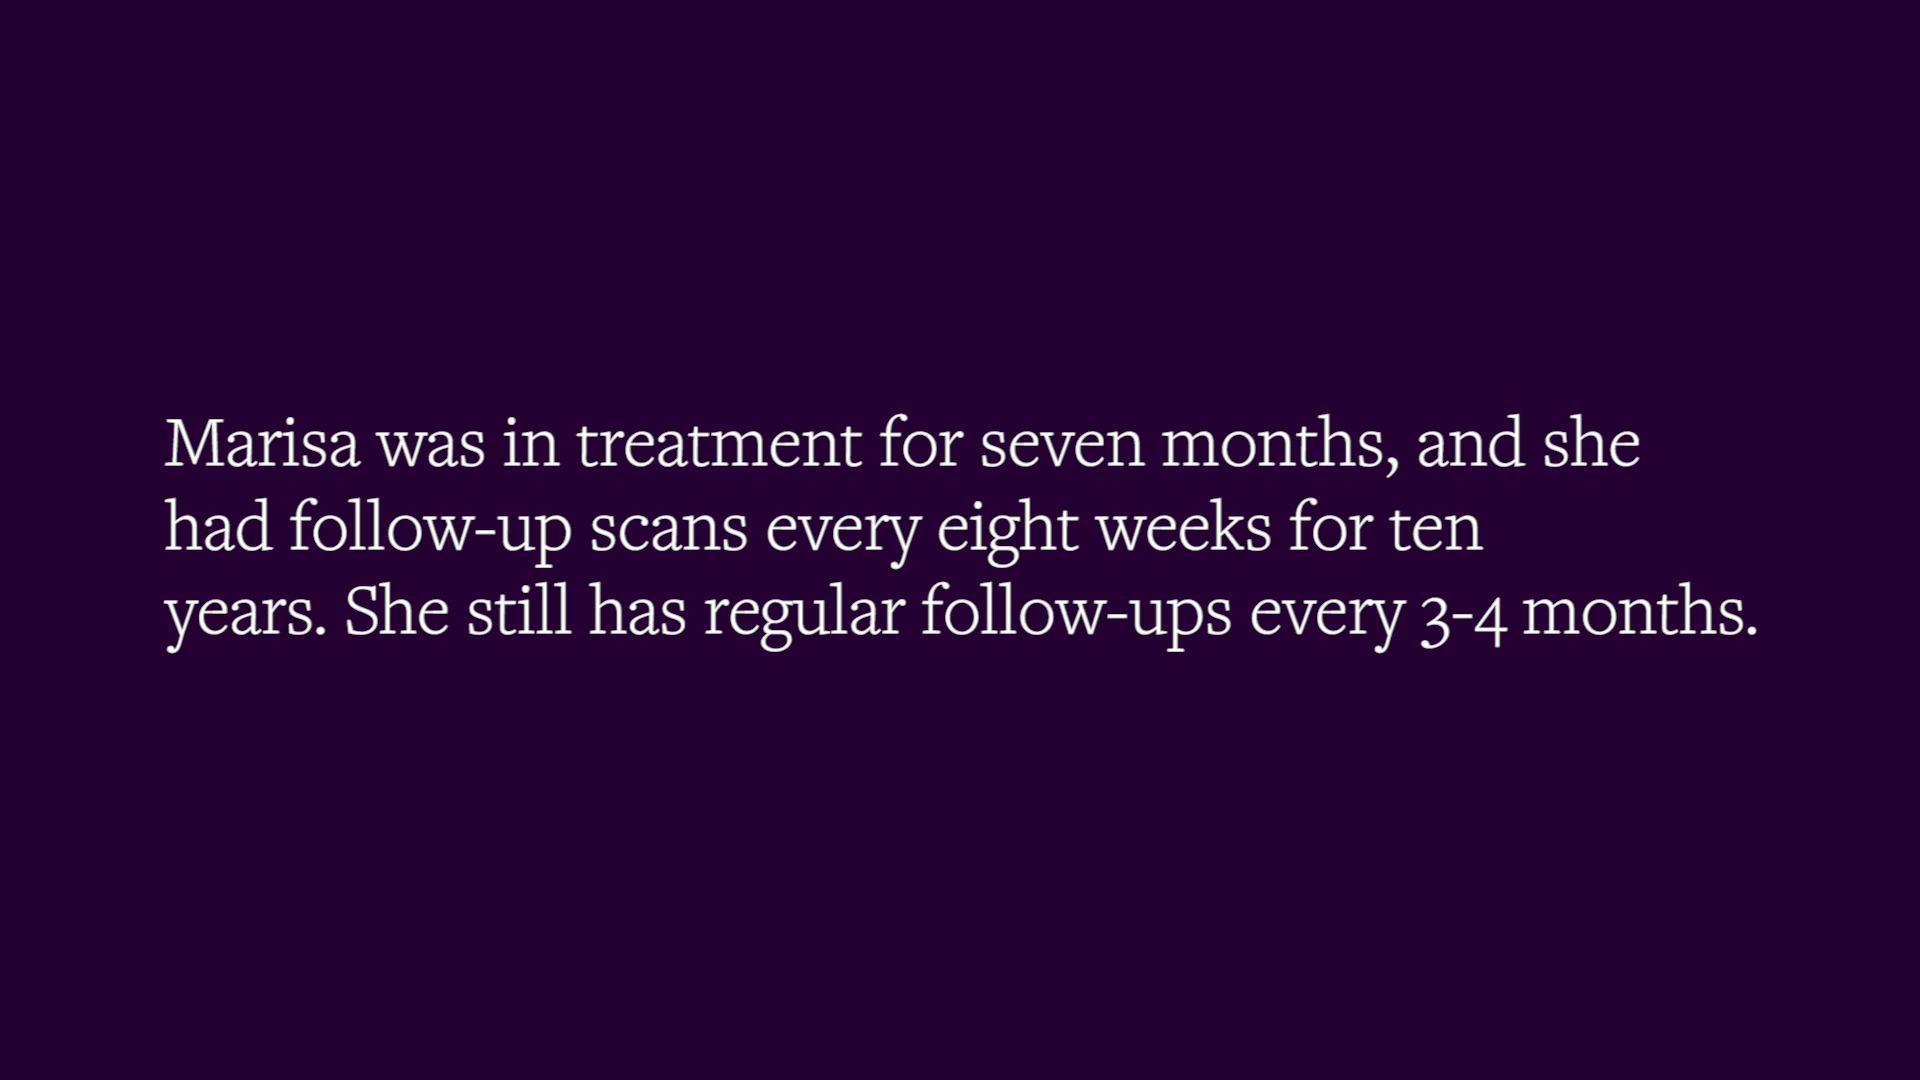 Marisa was in treatment for seven months, and she
had follow-up scans every eight weeks for ten
years. She still has regular follow-ups every 3-4 months.